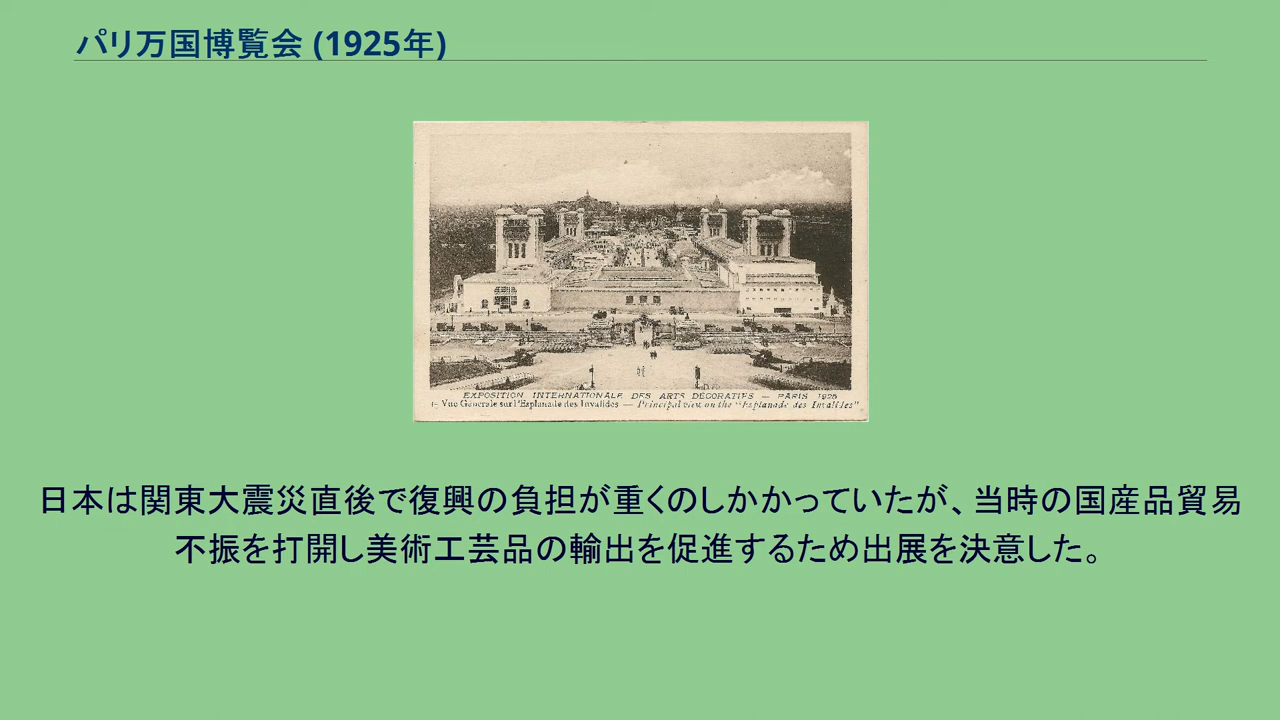 パリ万国博覧会 (1925年)
EXPOSITION INTERNATIONALE DES ARTS DÉCORATIFS — PARIS 1925
Vue Générale sur l'Esplanade des Invalides — Principal view on the "Esplanade des Invalides"
日本は関東大震災直後で復興の負担が重くのしかかっていたが、当時の国産品貿易
不振を打開し美術工芸品の輸出を促進するため出展を決意した。